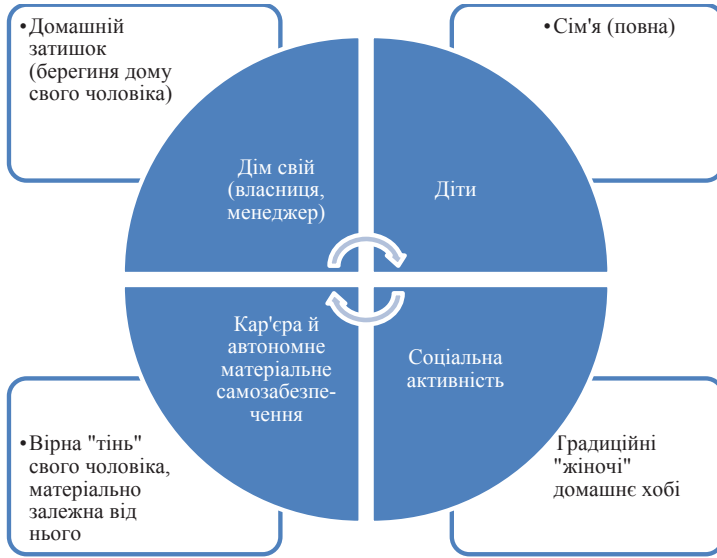 •Домашній
затишок
(берегиня дому
свого чоловіка)
•Сім'я (повна)
Дім свій
(власниця,
менеджер)
Діти
Кар'єра й
автономне
матеріальне
самозабезпе-
чення
Соціальна
активність
•Вірна "тінь"
свого чоловіка,
матеріально
залежна від
нього
Традиційні
"жіночі"
домашнє хобі